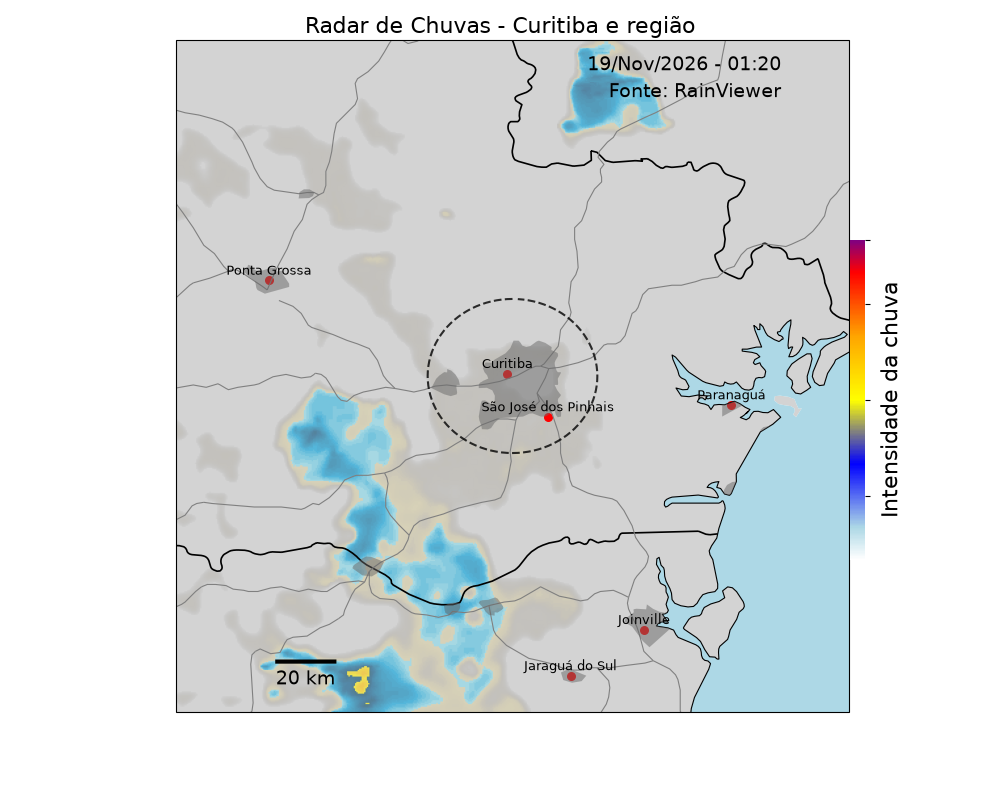 Radar de Chuvas - Curitiba e região
19/Nov/2026 - 01:20
Fonte: RainViewer
Ponta Grossa
Curitiba
São José dos Pinhais
Paranaguá
Intensidade da chuva
Joinville
Jaraguá do Sul
20 km